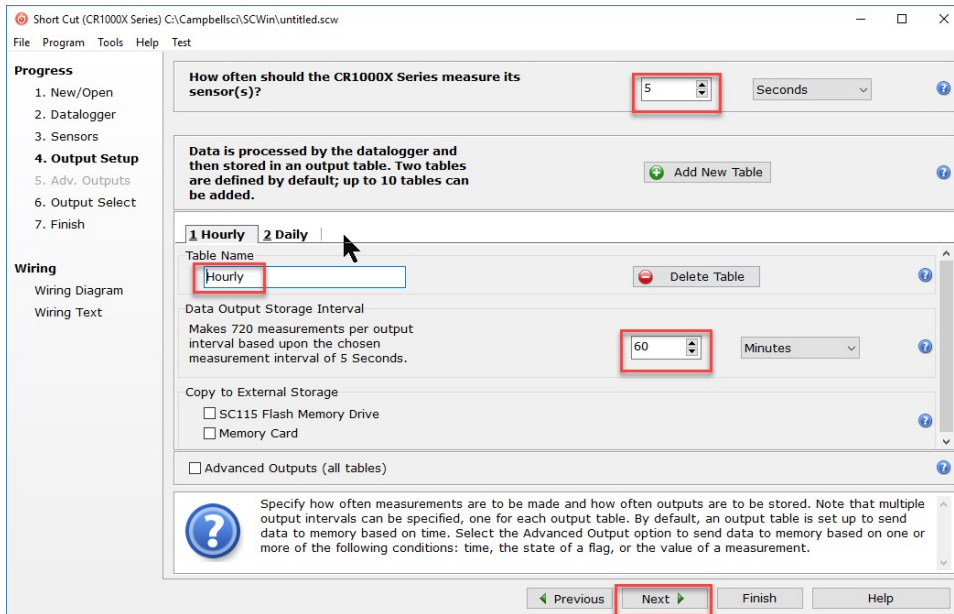 Short Cut (CR1000X Series) C:\Campbellsci\SCWin\untitled.scw
File Program Tools Help Test
Progress
1. New/Open
2. Datalogger
3. Sensors
4. Output Setup
5. Adv. Outputs
6. Output Select
7. Finish
Wiring
Wiring Diagram
Wiring Text
How often should the CR1000X Series measure its
sensor(s)?
5
Seconds
Data is processed by the datalogger and
then stored in an output table. Two tables
are defined by default; up to 10 tables can
be added.
Add New Table
1 Hourly 2 Daily
Table Name
Hourly
Delete Table
Data Output Storage Interval
Makes 720 measurements per output
interval based upon the chosen
measurement interval of 5 Seconds.
60
Minutes
Copy to External Storage
SC115 Flash Memory Drive
Memory Card
Advanced Outputs (all tables)
Specify how often measurements are to be made and how often outputs are to be stored. Note that multiple
output intervals can be specified, one for each output table. By default, an output table is set up to send
data to memory based on time. Select the Advanced Output option to send data to memory based on one or
more of the following conditions: time, the state of a flag, or the value of a measurement.
Previous Next Finish Help